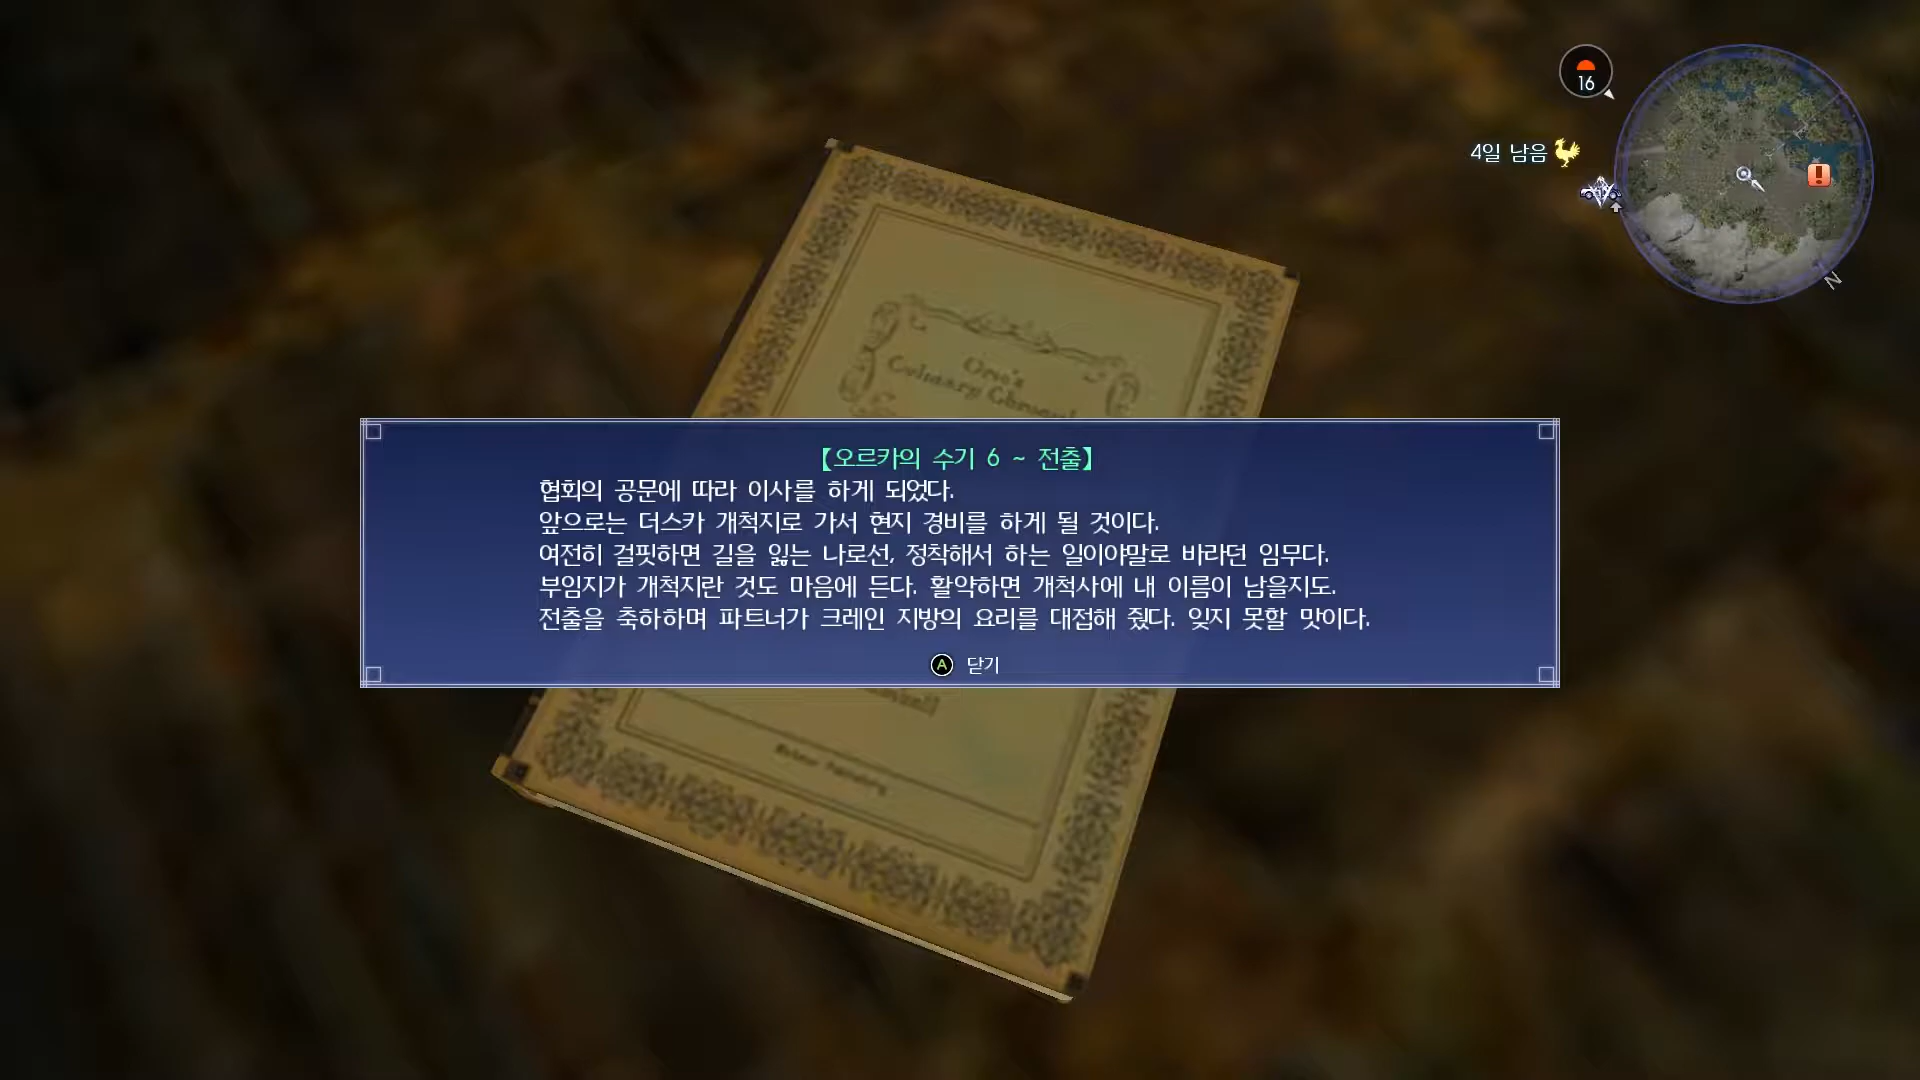 16
4일 남음
N
Culinary
【오르카의 수기 6 ~ 전출】
협회의 공문에 따라 이사를 하게 되었다.
앞으로는 더스카 개척지로 가서 현지 경비를 하게 될 것이다.
여전히 걸핏하면 길을 잃는 나로선, 정착해서 하는 일이야말로 바라던 임무다.
부임지가 개척지란 것도 마음에 든다. 활약하면 개척사에 내 이름이 남을지도.
전출을 축하하며 파트너가 크레인 지방의 요리를 대접해 줬다. 잊지 못할 맛이다.
A 닫기